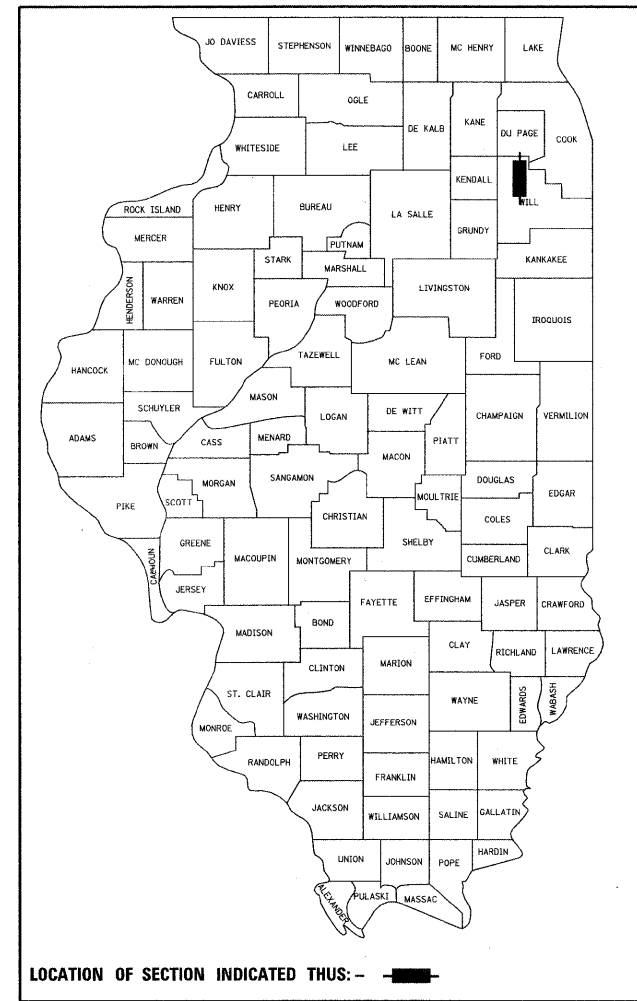 JO DAVIESS STEPHENSON WINNEBAGO BOONE MC HENRY LAKE
CARROLL OGLE DE KALB KANE DU PAGE COOK
WHITESIDE LEE
KENDALL WILL
ROCK ISLAND HENRY BUREAU LA SALLE GRUNDY
MERCER PUTNAM
STARK MARSHALL KANKAKEE
HENDERSON WARREN KNOX PEORIA WOODFORD LIVINGSTON IROQUOIS
HANCOCK MC DONOUGH FULTON TAZEWELL MC LEAN FORD
MASON
SCHUYLER LOGAN DE WITT CHAMPAIGN VERMILION
ADAMS BROWN CASS MENARD MACON PIATT
SANGAMON
MORGAN DOUGLAS
PIKE SCOTT CHRISTIAN MOULTRIE EDGAR
COLES
GREENE SHELBY
CALHOUN MACOUPIN MONTGOMERY CUMBERLAND CLARK
JERSEY
FAYETTE EFFINGHAM JASPER CRAWFORD
MADISON BOND
CLAY RICHLAND LAWRENCE
CLINTON MARION
ST. CLAIR WAYNE EDWARDS WABASH
WASHINGTON JEFFERSON
MONROE
RANDOLPH PERRY HAMILTON WHITE
FRANKLIN
JACKSON WILLIAMSON SALINE GALLATIN
UNION JOHNSON POPE HARDIN
ALEXANDER PULASKI MASSAC
LOCATION OF SECTION INDICATED THUS: -